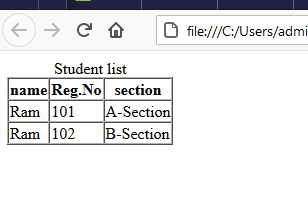 file:///C:/Users/admi
Student list
name Reg.No section
Ram 101 A-Section
Ram 102 B-Section